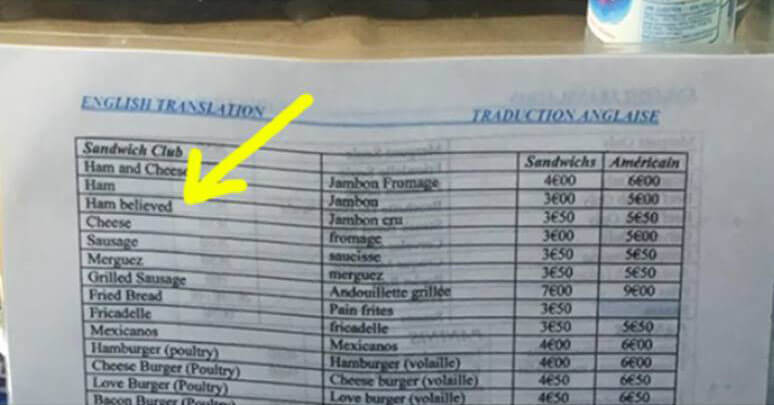 ENGLISH TRANSLATION TRADUCTION ANGLAISE
Sandwich Club Sandwichs Américain
Ham and Cheese Jambon Fromage 4€00 6€00
Ham Jambon 3€00 5€00
Ham believed Jambon cru 3€50 5€50
Cheese fromage 3€00 5€00
Sausage saucisse 3€50 5€50
Merguez merguez 3€50 5€50
Grilled Sausage Andouillette grillée 7€00 9€00
Fried Bread Pain frites 3€50
Fricadelle fricadelle 3€50 5€50
Mexicanos Mexicanos 4€00 6€00
Hamburger (poultry) Hamburger (volaille) 4€00 6€00
Cheese Burger (Poultry) Cheese burger (volaille) 4€50 6€50
Love Burger (Poultry) Love burger (volaille) 4€50 6€50
Bacon Burger (Poultry)